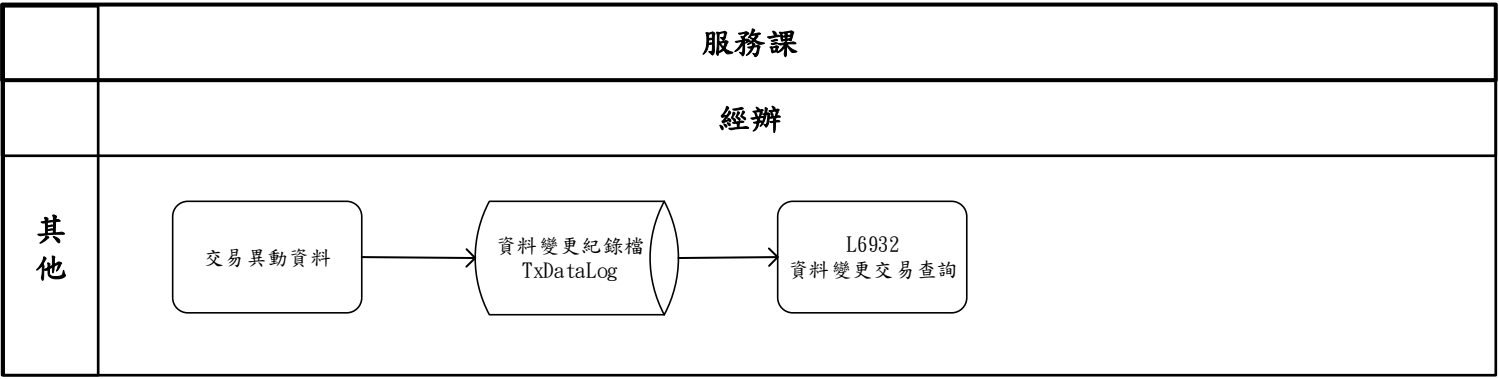 服務課
經辦
其
他
交易異動資料
資料變更紀錄檔
TxDataLog
L6932
資料變更交易查詢